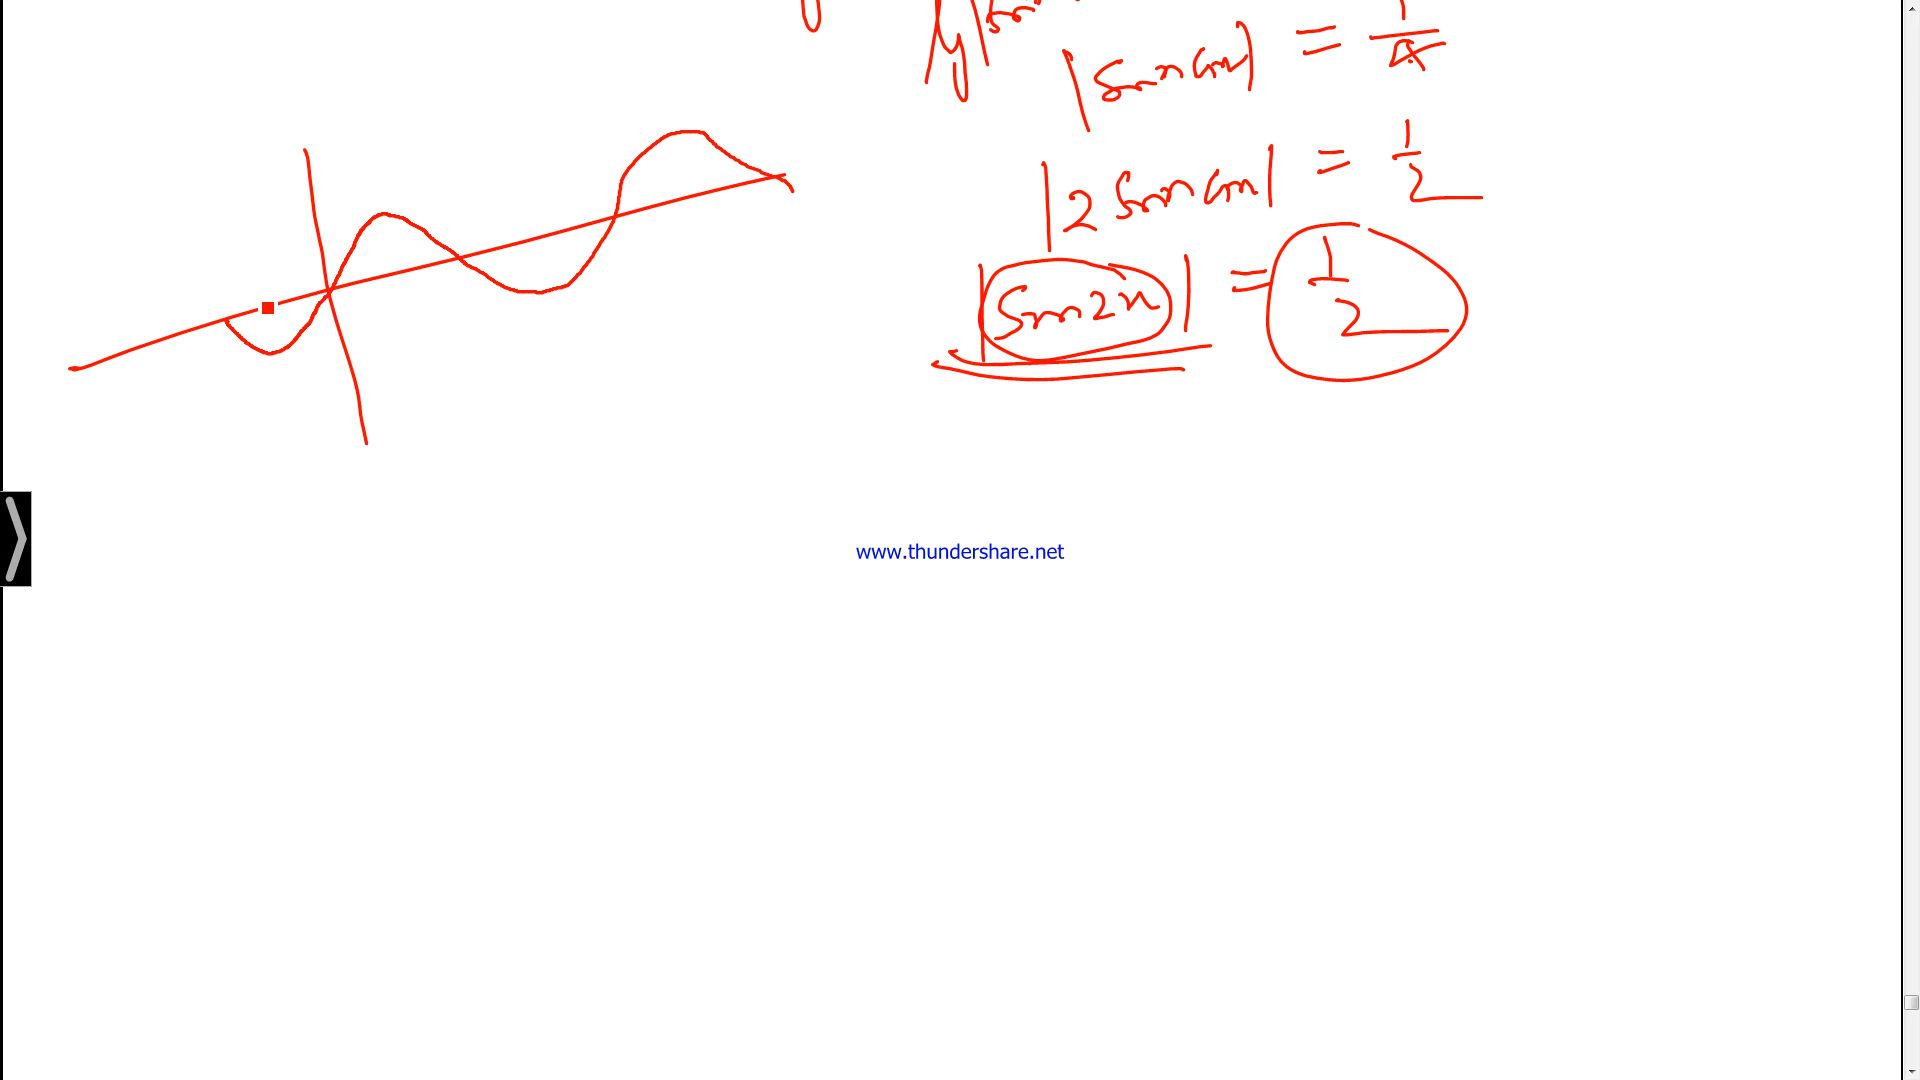 |sin x cos x| = 1/4
|2 sin x cos x| = 1/2
|sin 2x| = 1/2
www.thundershare.net